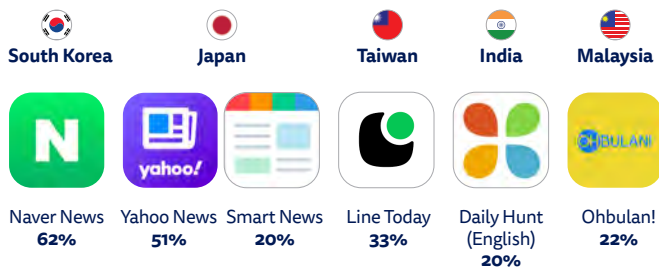 South Korea
Japan
Taiwan
India
Malaysia
N
yahoo!
OHBULANI
Naver News
62%
Yahoo News
51%
Smart News
20%
Line Today
33%
Daily Hunt
(English)
20%
Ohbulan!
22%